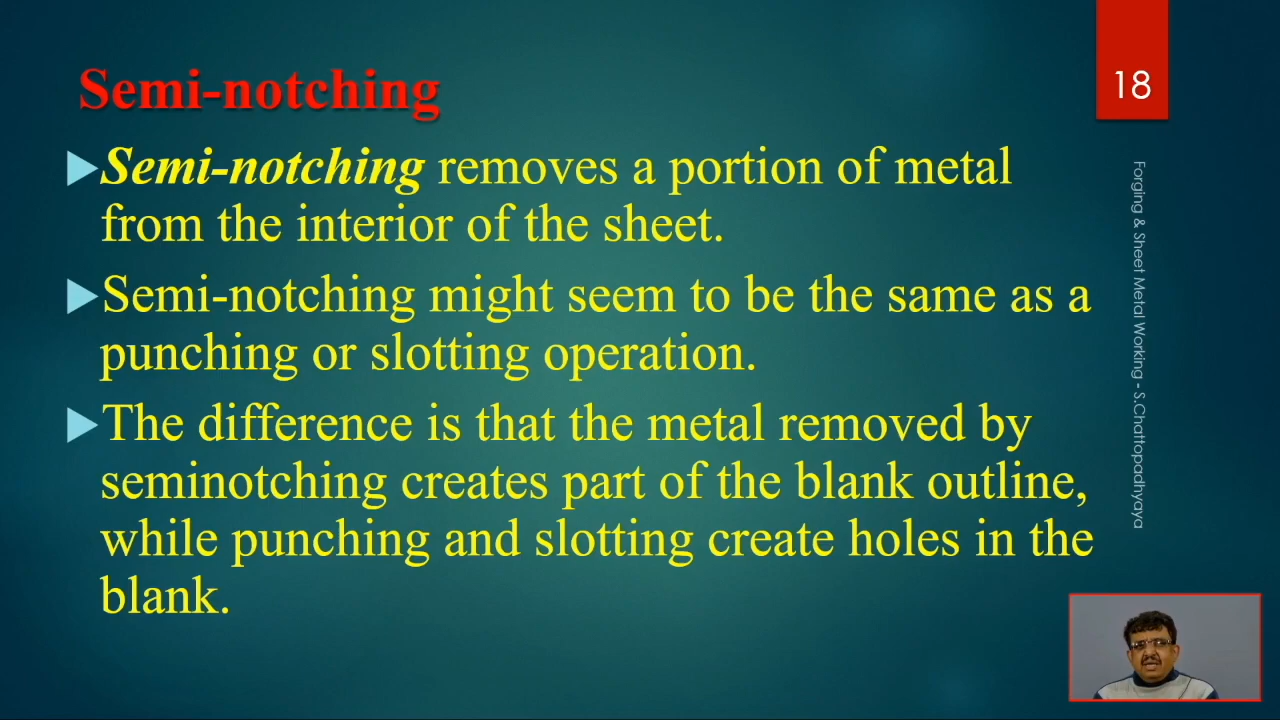 Semi-notching
18
Semi-notching removes a portion of metal
from the interior of the sheet.
Semi-notching might seem to be the same as a
punching or slotting operation.
The difference is that the metal removed by
seminotching creates part of the blank outline,
while punching and slotting create holes in the
blank.
Forging & Sheet Metal Working - S.Chattopadhyaya